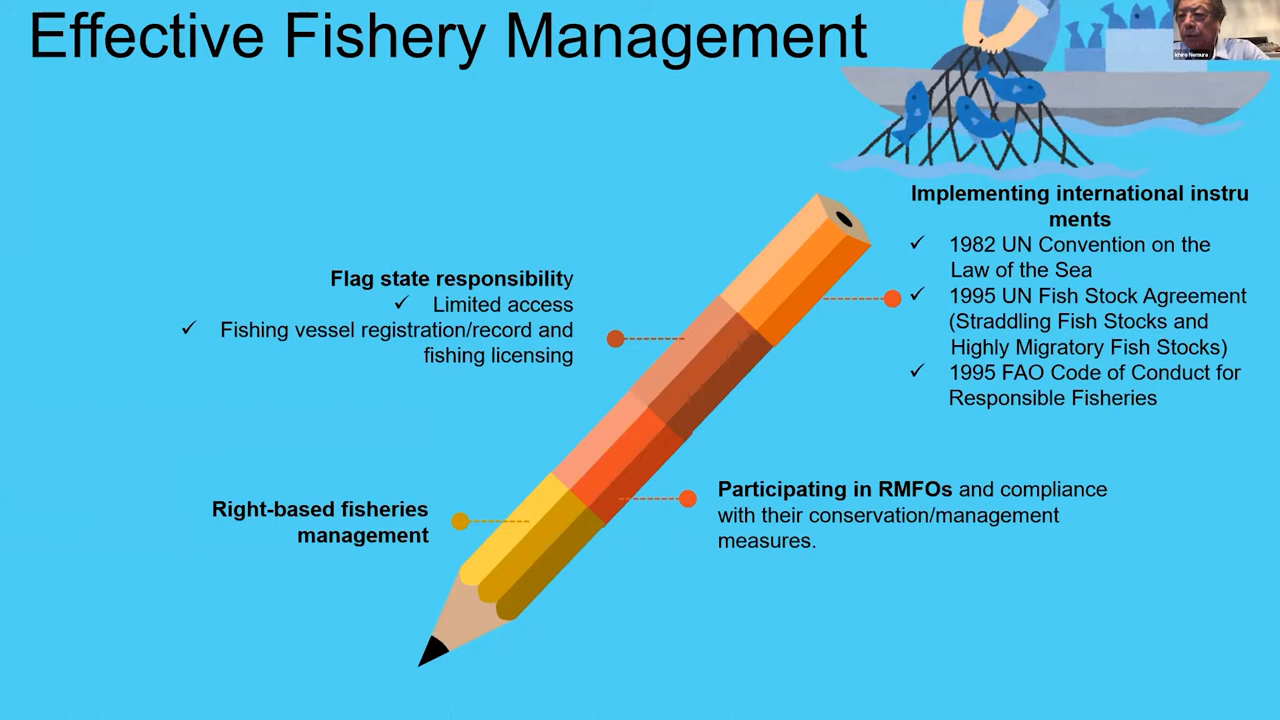 Effective Fishery Management
Ichiro Nomura
Implementing international instru
ments
✓ 1982 UN Convention on the
Law of the Sea
✓ 1995 UN Fish Stock Agreement
(Straddling Fish Stocks and
Highly Migratory Fish Stocks)
✓ 1995 FAO Code of Conduct for
Responsible Fisheries
Flag state responsibility
✓ Limited access
✓ Fishing vessel registration/record and
fishing licensing
Participating in RMFOs and compliance
with their conservation/management
measures.
Right-based fisheries
management